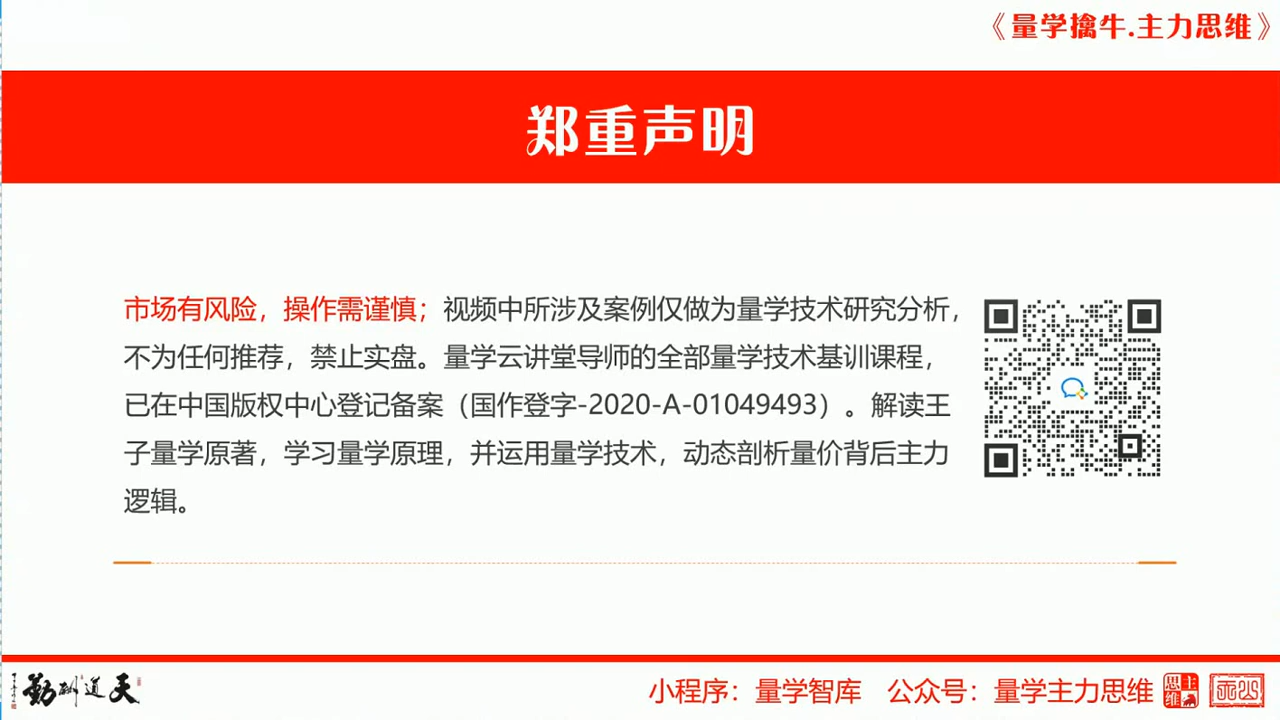 《量学擒牛.主力思维》
郑重声明
市场有风险，操作需谨慎；视频中所涉及案例仅做为量学技术研究分析，
不为任何推荐，禁止实盘。量学云讲堂导师的全部量学技术基训课程，
已在中国版权中心登记备案（国作登字-2020-A-01049493）。解读王
子量学原著，学习量学原理，并运用量学技术，动态剖析量价背后主力
逻辑。
勤酬道天
小程序：量学智库 公众号：量学主力思维
主力思维